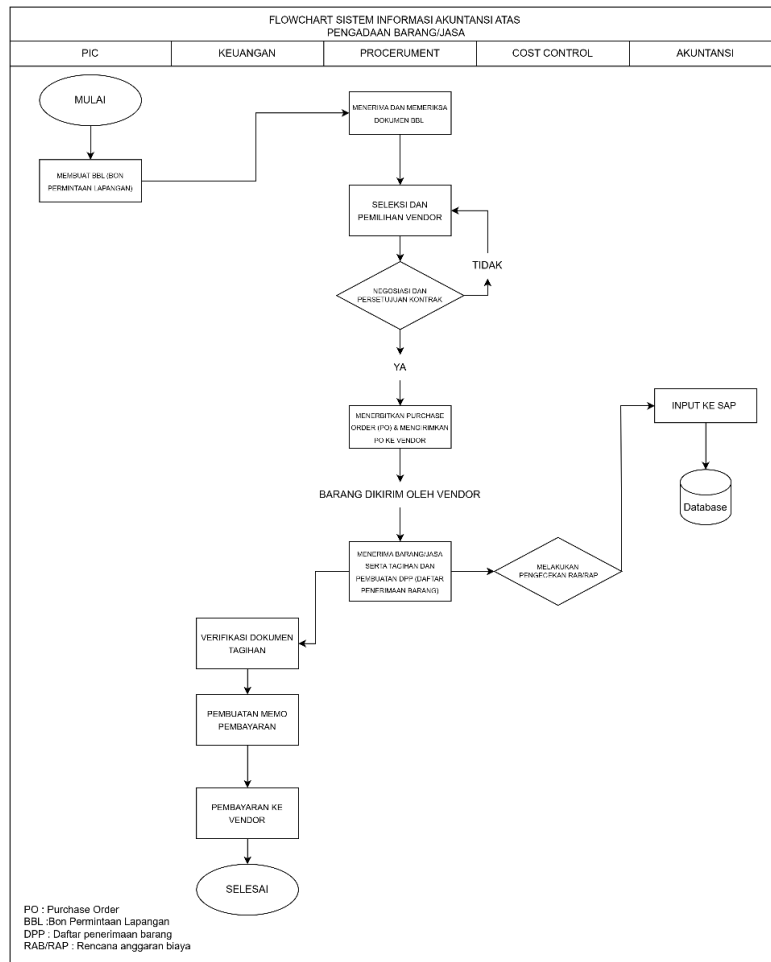 FLOWCHART SISTEM INFORMASI AKUNTANSI ATAS
PENGADAAN BARANG/JASA
PIC
KEUANGAN
PROCERUMENT
COST CONTROL
AKUNTANSI
MULAI
MENERIMA DAN MEMERIKSA
DOKUMEN BBL
MEMBUAT BBL (BON
PERMINTAAN LAPANGAN)
SELEKSI DAN
PEMILIHAN VENDOR
TIDAK
NEGOSIASI DAN
PERSETUJUAN KONTRAK
YA
MENERBITKAN PURCHASE
ORDER (PO) & MENCIRIMKAN
PO KE VENDOR
INPUT KE SAP
BARANG DIKIRIM OLEH VENDOR
Database
MENERIMA BARANG/JASA
SERTA TACIHAN DAN
PEMBUATAN DPP (DAFTAR
PENERIMAAN BARANG)
MELAKUKAN
PENGECEKAN RAB/RAP
VERIFIKASI DOKUMEN
TAGIHAN
PEMBUATAN MEMO
PEMBAYARAN
PEMBAYARAN KE
VENDOR
SELESAI
PO : Purchase Order
BBL :Bon Permintaan Lapangan
DPP : Daftar penerimaan barang
RAB/RAP : Rencana anggaran biaya